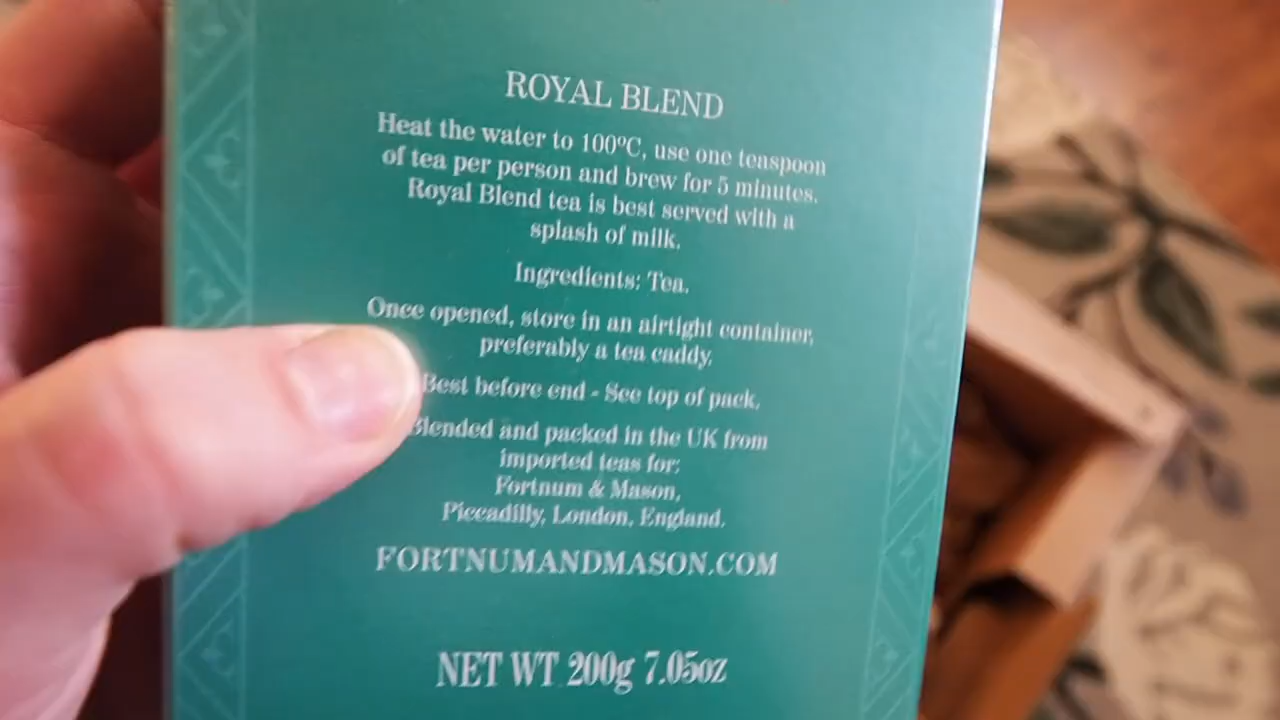 ROYAL BLEND
Heat the water to 100ºC, use one teaspoon
of tea per person and brew for 5 minutes.
Royal Blend tea is best served with a
splash of milk.
Ingredients: Tea.
Once opened, store in an airtight container,
preferably a tea caddy.
Best before end - See top of pack.
Blended and packed in the UK from
imported teas for:
Fortnum & Mason,
Piccadilly, London, England.
FORTNUMANDMASON.COM
NET WT 200g 7.05oz